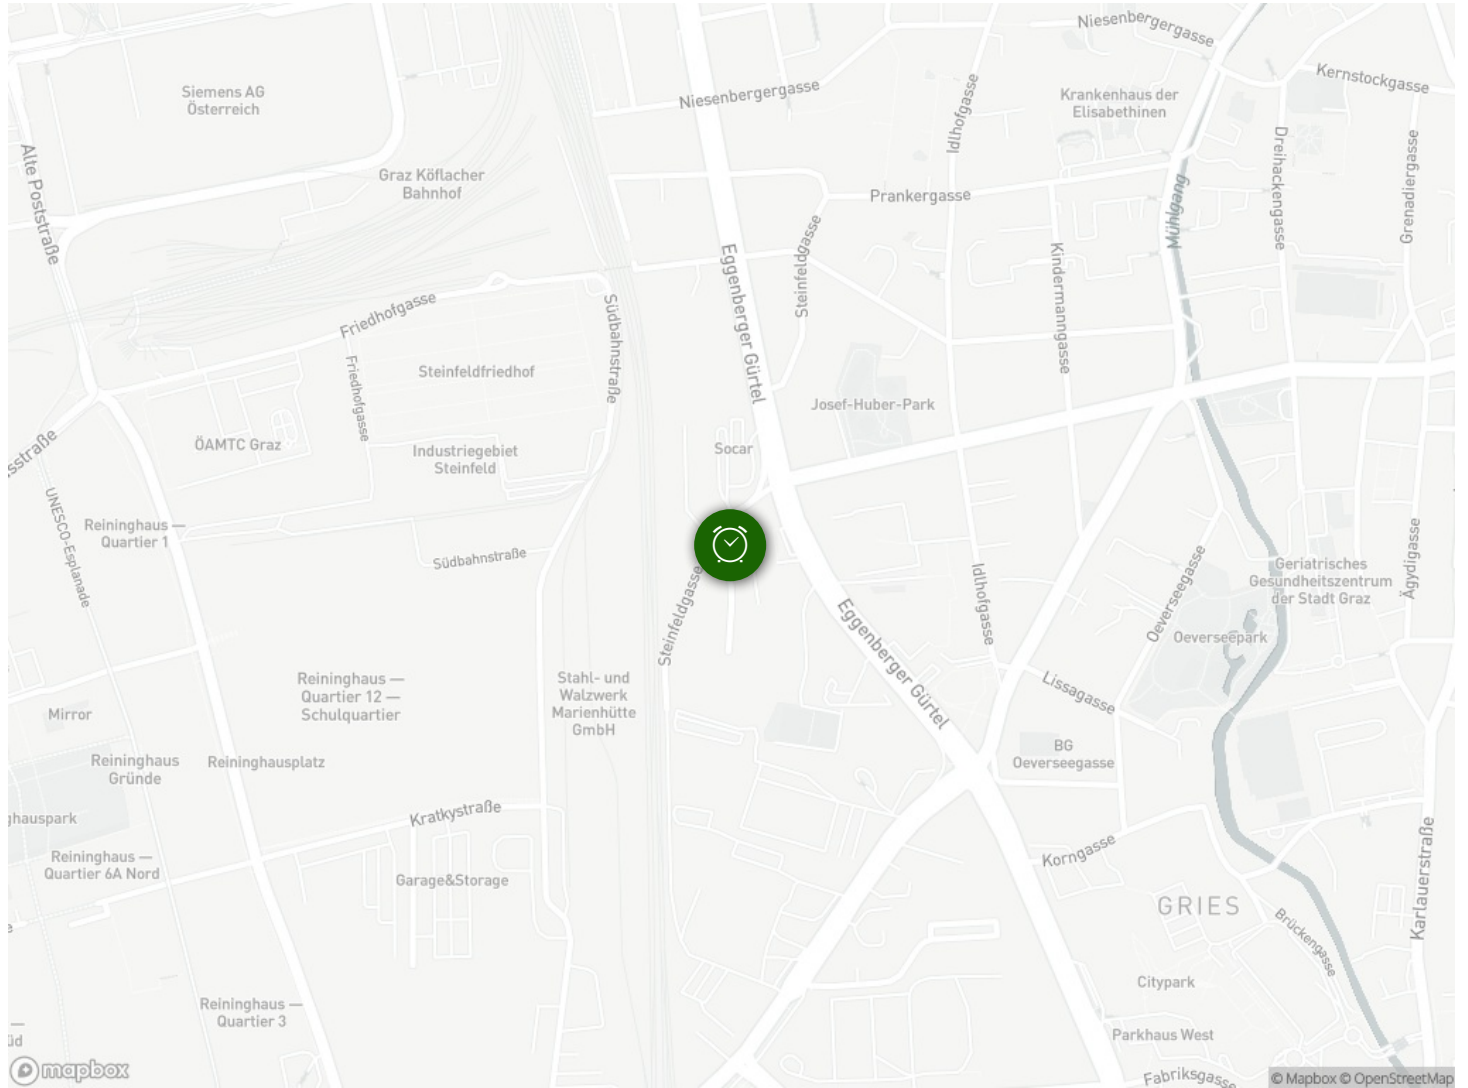 Niesenbergergasse
Kernstockgasse
Siemens AG
Österreich
Niesenbergergasse
Idlhofgasse
Krankenhaus der
Elisabethinen
Dreihackengasse
Grenadiergasse
Alte Poststraße
Graz Köflacher
Bahnhof
Prankergasse
Mühlgang
Steinfeldgasse
Eggenberger Gürtel
Kindermanngasse
Friedhofgasse
Südbahnstraße
Friedhofgasse
Steinfeldfriedhof
Josef-Huber-Park
ÖAMTC Graz
Industriegebiet
Steinfeld
Socar
sstraße
UNESCO-Esplanade
Reininghaus —
Quartier 1
Südbahnstraße
Steinfeldgasse
Idlhofgasse
Oeverseegasse
Geriatrisches
Gesundheitszentrum
der Stadt Graz
Ägydigasse
Oeverseepark
Eggenberger Gürtel
Lissagasse
Reininghaus —
Quartier 12 —
Schulquartier
Stahl- und
Walzwerk
Marienhütte
GmbH
Mirror
BG
Oeverseegasse
Reininghaus
Gründe
Reininghausplatz
Kratkystraße
ghauspark
Korngasse
Karlauerstraße
Reininghaus —
Quartier 6A Nord
Garage&Storage
GRIES
Brückengasse
e
Citypark
Reininghaus —
Quartier 3
—
üd
Parkhaus West
Fabriksgasse
mapbox
© Mapbox © OpenStreetMap